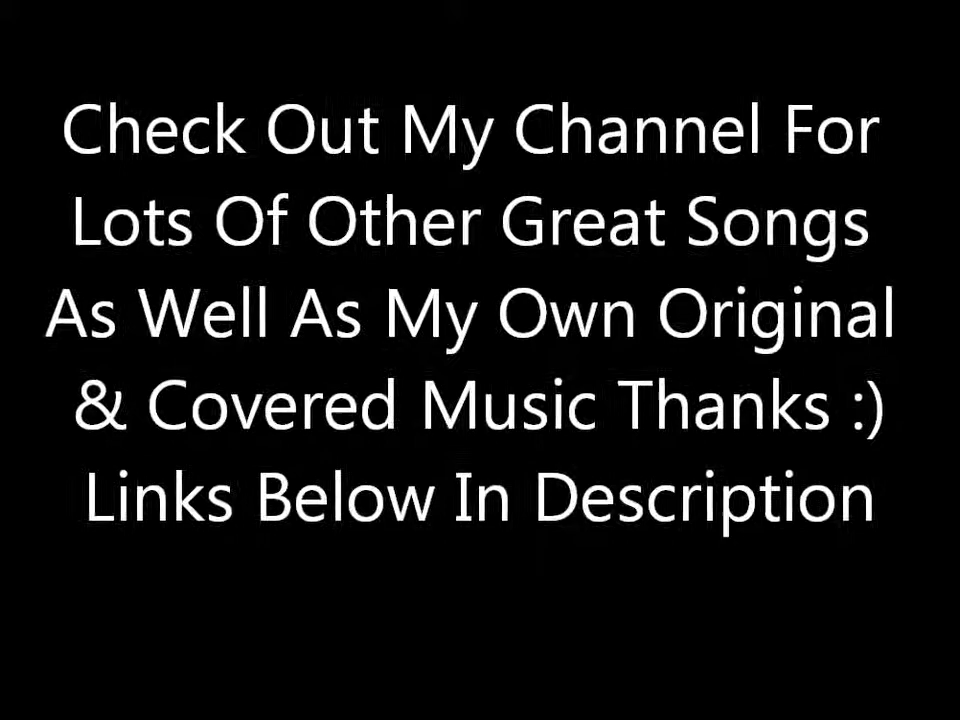 Check Out My Channel For
Lots Of Other Great Songs
As Well As My Own Original
& Covered Music Thanks :)
Links Below In Description